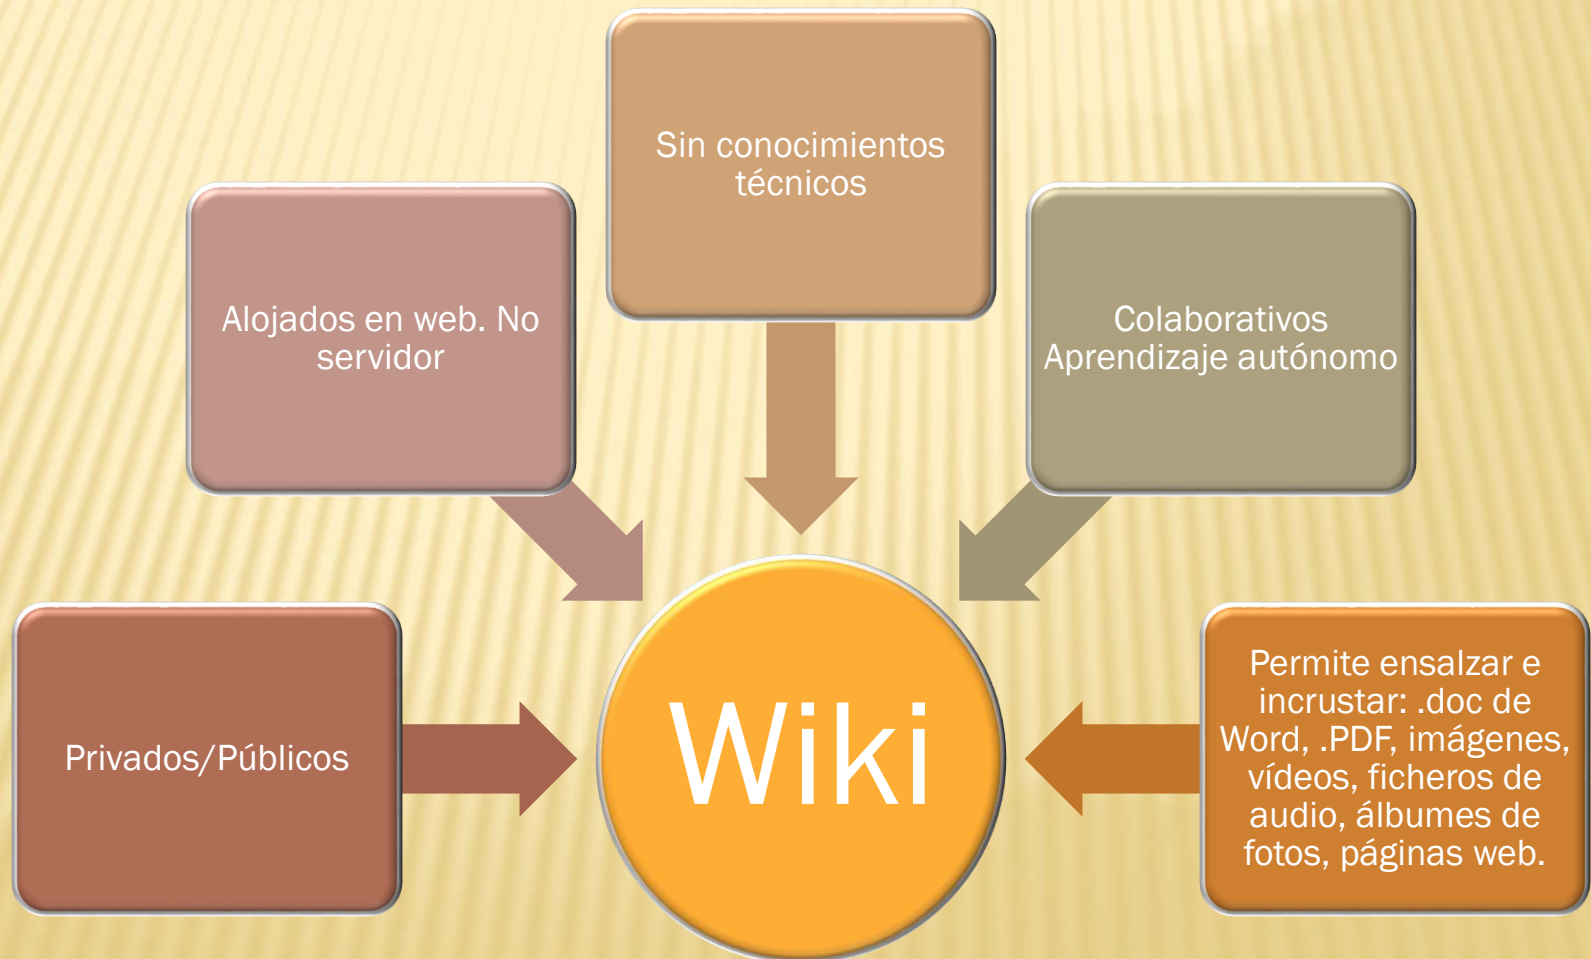 Sin conocimientos
técnicos
Alojados en web. No
servidor
Colaborativos
Aprendizaje autónomo
Privados/Públicos
Wiki
Permite ensalzar e
incrustar: .doc de
Word, .PDF, imágenes,
vídeos, ficheros de
audio, álbumes de
fotos, páginas web.